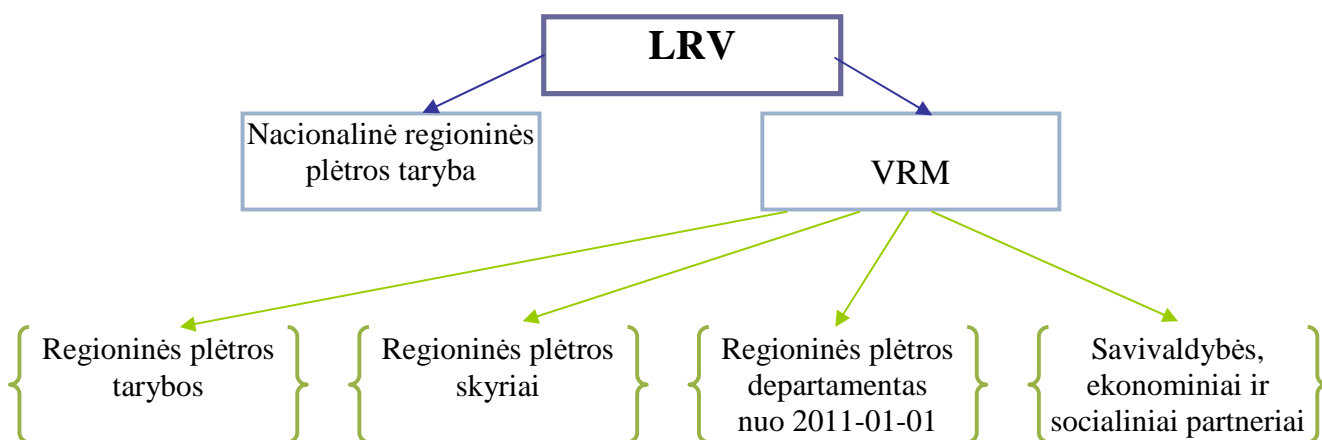 LRV
Nacionalinė regioninės
plėtros taryba
VRM
Regioninės plėtros
tarybos
Regioninės plėtros
skyriai
Regioninės plėtros
departamentas
nuo 2011-01-01
Savivaldybės,
ekonominiai ir
socialiniai partneriai